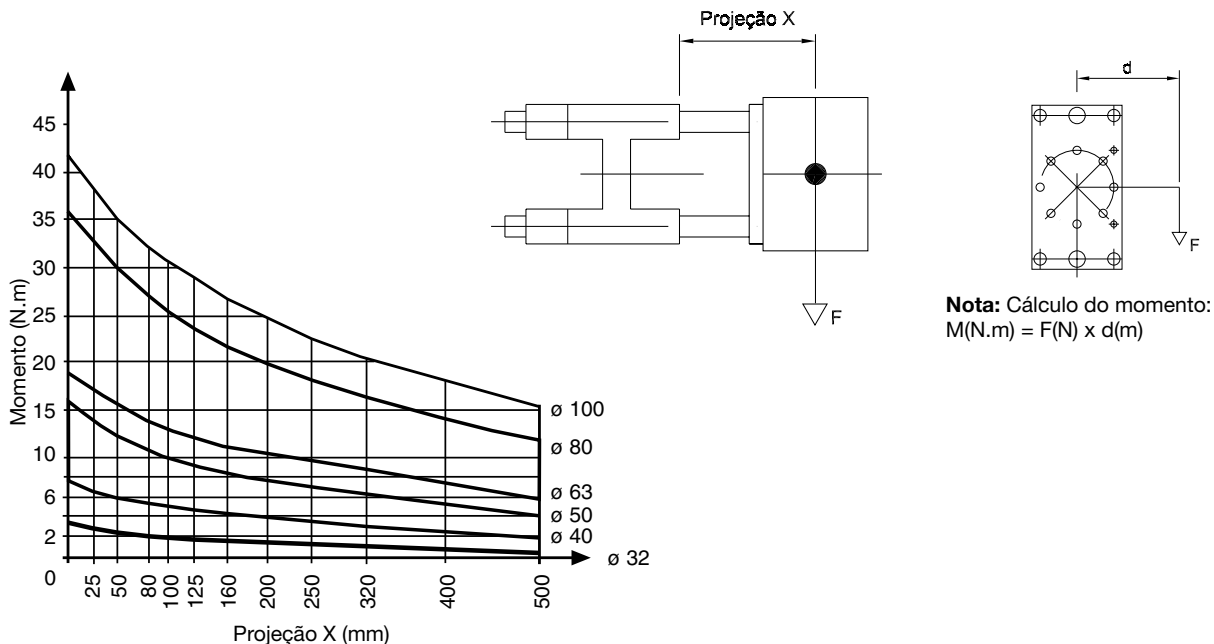 Projeção X
F
d
F
Nota: Cálculo do momento:
M(N.m) = F(N) x d(m)
Momento (N.m)
45
40
35
30
25
20
15
10
6
2
0
25
50
80
100
125
160
200
250
320
400
500
Projeção X (mm)
ø 100
ø 80
ø 63
ø 50
ø 40
ø 32